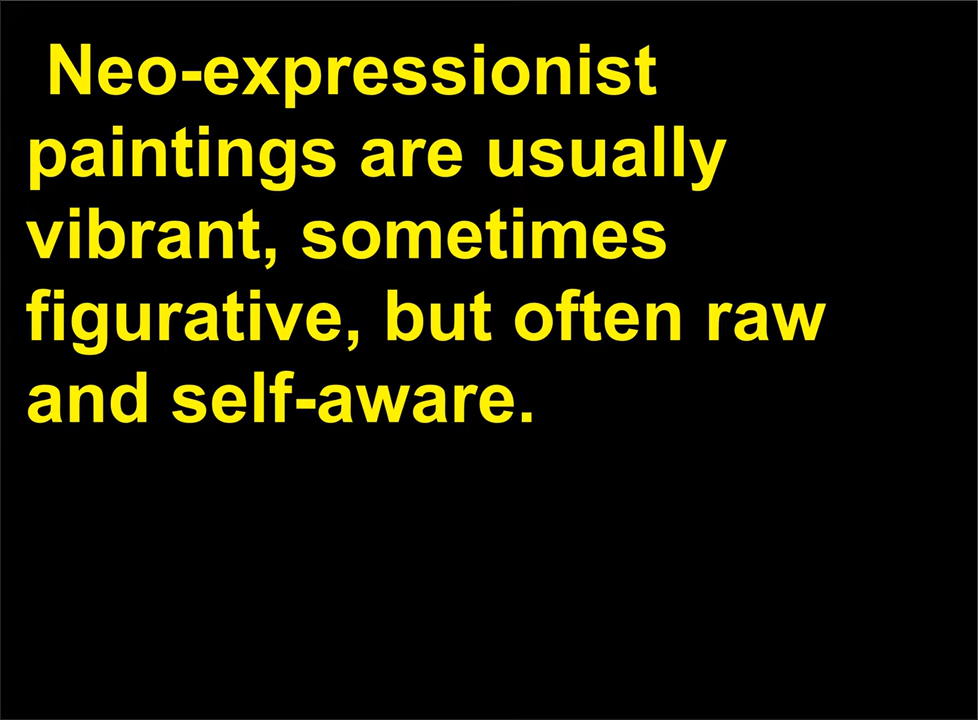 Neo-expressionist
paintings are usually
vibrant, sometimes
figurative, but often raw
and self-aware.